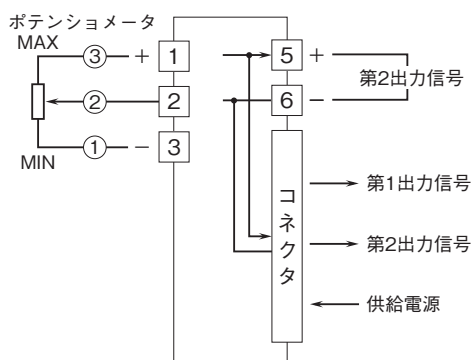 ポテンショメータ
MAX
③ + 1
② 2
① − 3
MIN
5 +
6 −
第2出力信号
コネクタ
第1出力信号
第2出力信号
供給電源